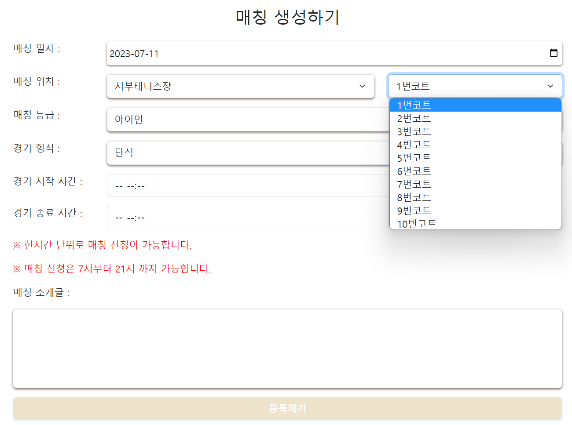 매칭 생성하기
매칭 일시 :
2023-07-11
매칭 위치 :
서부테니스장
1번코트
1번코트
2번코트
3번코트
4번코트
5번코트
6번코트
7번코트
8번코트
9번코트
10번코트
매칭 등급 :
아이언
경기 형식 :
단식
경기 시작 시간 :
-- --:--
경기 종료 시간 :
-- --:--
※ 한시간 단위로 매칭 신청이 가능합니다.
※ 매칭 신청은 7시부터 21시 까지 가능합니다.
매칭 소개글 :
등록하기